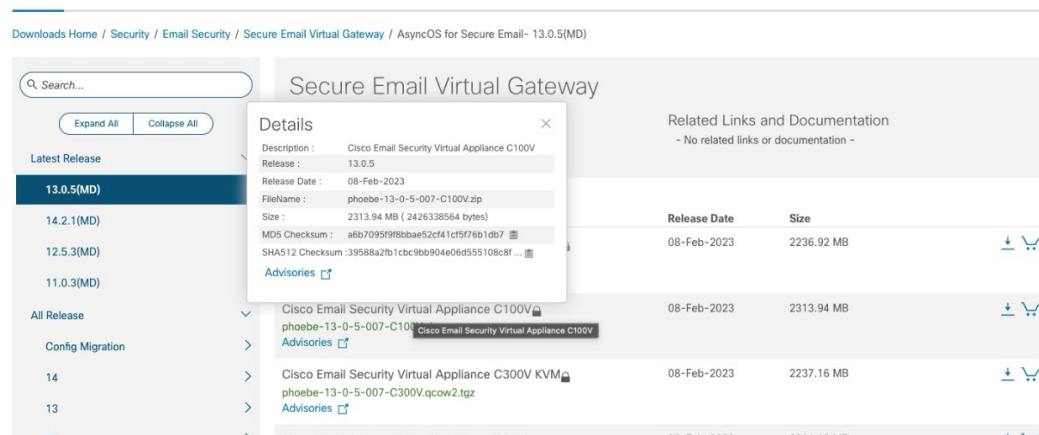 Downloads Home / Security / Email Security / Secure Email Virtual Gateway / AsyncOS for Secure Email- 13.0.5(MD)
Search...
Expand All Collapse All
Latest Release
13.0.5(MD)
14.2.1(MD)
12.5.3(MD)
11.0.3(MD)
All Release
Config Migration
14
13
Secure Email Virtual Gateway
Related Links and Documentation
- No related links or documentation -
Details
Description : Cisco Email Security Virtual Appliance C100V
Release : 13.0.5
Release Date : 08-Feb-2023
FileName : phoebe-13-0-5-007-C100V.zip
Size : 2313.94 MB ( 2426338564 bytes)
MD5 Checksum : a6b7095f9f8bbae52cf41cf5f76b1db7
SHA512 Checksum :39588a2fb1cbc9bb904e06d555108c8f ...
Advisories
Release Date Size
08-Feb-2023 2236.92 MB
Cisco Email Security Virtual Appliance C100V 08-Feb-2023 2313.94 MB
phoebe-13-0-5-007-C100
Cisco Email Security Virtual Appliance C100V
Advisories
Cisco Email Security Virtual Appliance C300V KVM 08-Feb-2023 2237.16 MB
phoebe-13-0-5-007-C300V.qcow2.tgz
Advisories